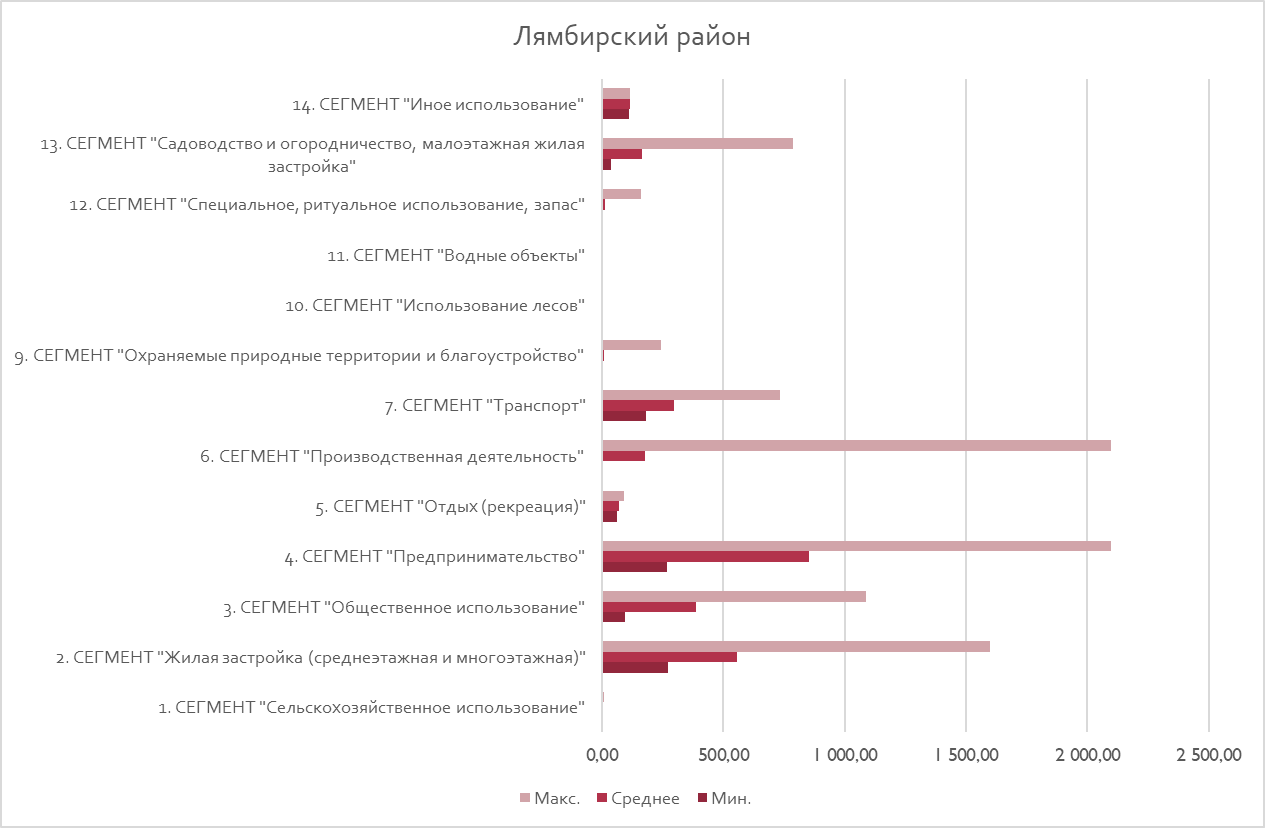 Лямбирский район
14. СЕГМЕНТ "Иное использование"
13. СЕГМЕНТ "Садоводство и огородничество, малоэтажная жилая
застройка"
12. СЕГМЕНТ "Специальное, ритуальное использование, запас"
11. СЕГМЕНТ "Водные объекты"
10. СЕГМЕНТ "Использование лесов"
9. СЕГМЕНТ "Охраняемые природные территории и благоустройство"
7. СЕГМЕНТ "Транспорт"
6. СЕГМЕНТ "Производственная деятельность"
5. СЕГМЕНТ "Отдых (рекреация)"
4. СЕГМЕНТ "Предпринимательство"
3. СЕГМЕНТ "Общественное использование"
2. СЕГМЕНТ "Жилая застройка (среднеэтажная и многоэтажная)"
1. СЕГМЕНТ "Сельскохозяйственное использование"
0,00 500,00 1 000,00 1 500,00 2 000,00 2 500,00
Макс. Среднее Мин.